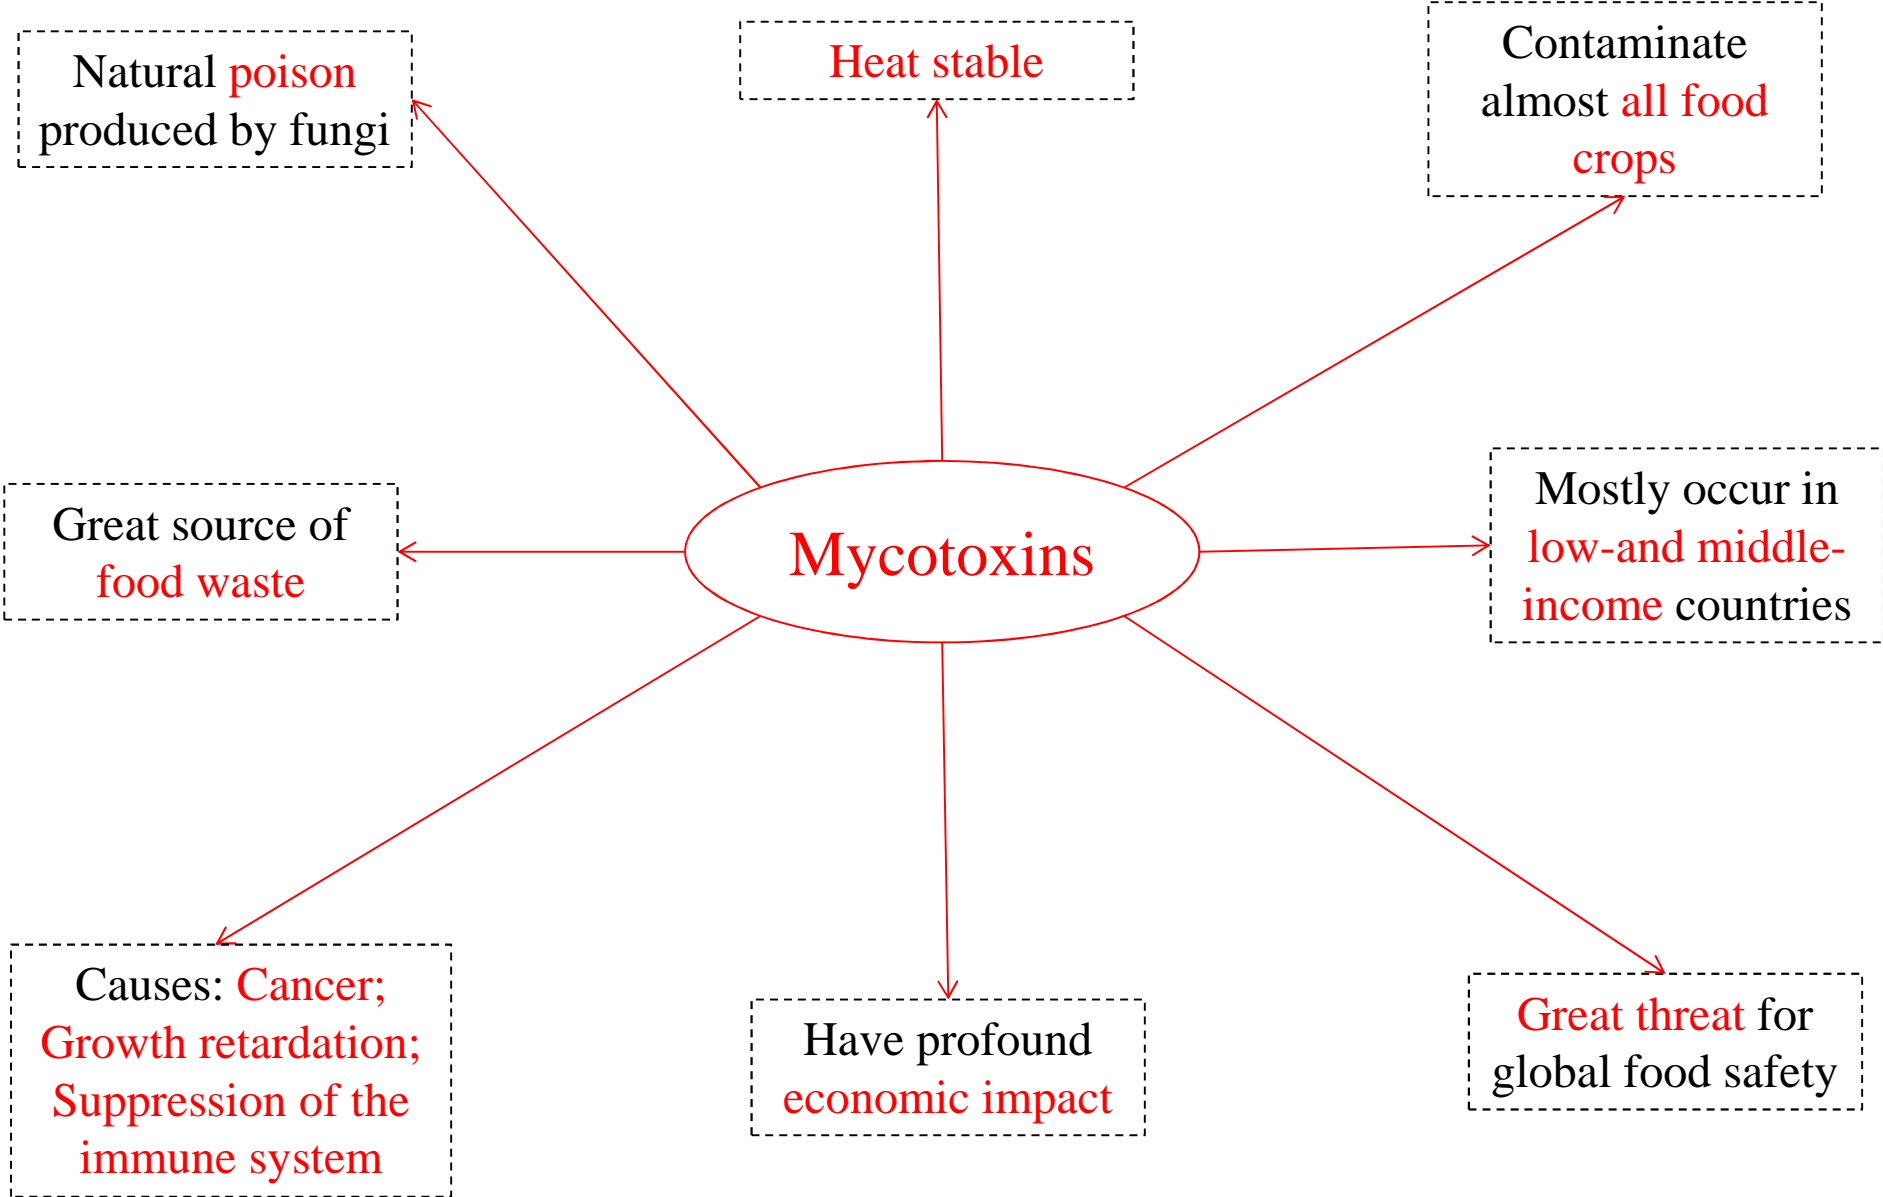 Natural poison
produced by fungi
Heat stable
Contaminate
almost all food
crops
Great source of
food waste
Mycotoxins
Mostly occur in
low-and middle-
income countries
Causes: Cancer;
Growth retardation;
Suppression of the
immune system
Have profound
economic impact
Great threat for
global food safety